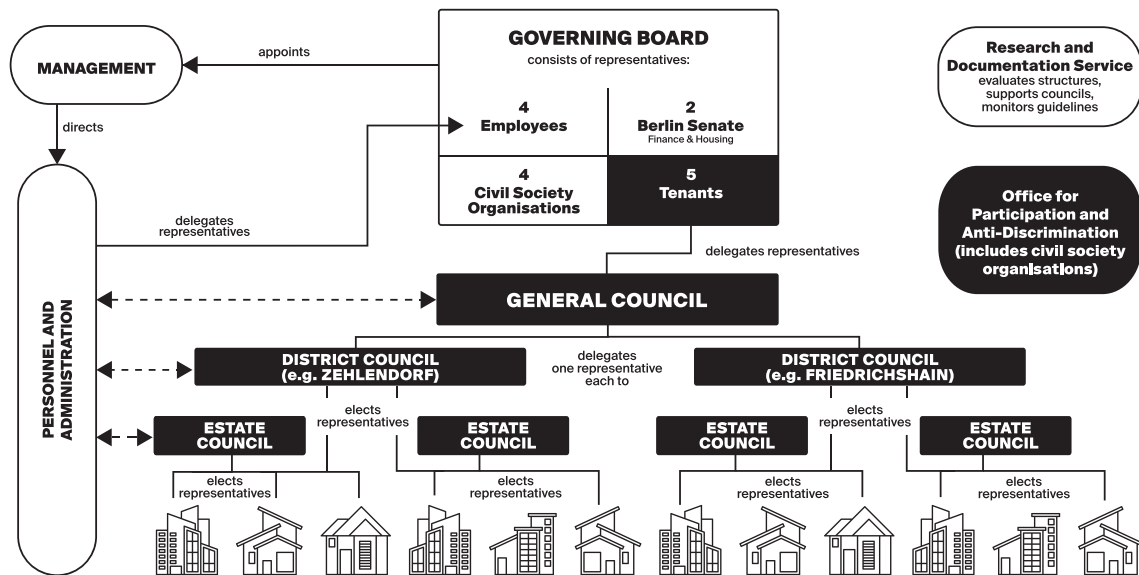 MANAGEMENT
appoints
GOVERNING BOARD
consists of representatives:
4
Employees
2
Berlin Senate
Finance & Housing
4
Civil Society
Organisations
5
Tenants
Research and
Documentation Service
evaluates structures,
supports councils,
monitors guidelines
directs
delegates
representatives
Office for
Participation and
Anti-Discrimination
(includes civil society
organisations)
delegates representatives
PERSONNEL AND
ADMINISTRATION
GENERAL COUNCIL
DISTRICT COUNCIL
(e.g. ZEHLENDORF)
delegates
one representative
each to
DISTRICT COUNCIL
(e.g. FRIEDRICHSHAIN)
ESTATE
COUNCIL
elects
representatives
ESTATE
COUNCIL
ESTATE
COUNCIL
elects
representatives
ESTATE
COUNCIL
elects
representatives
elects
representatives
elects
representatives
elects
representatives